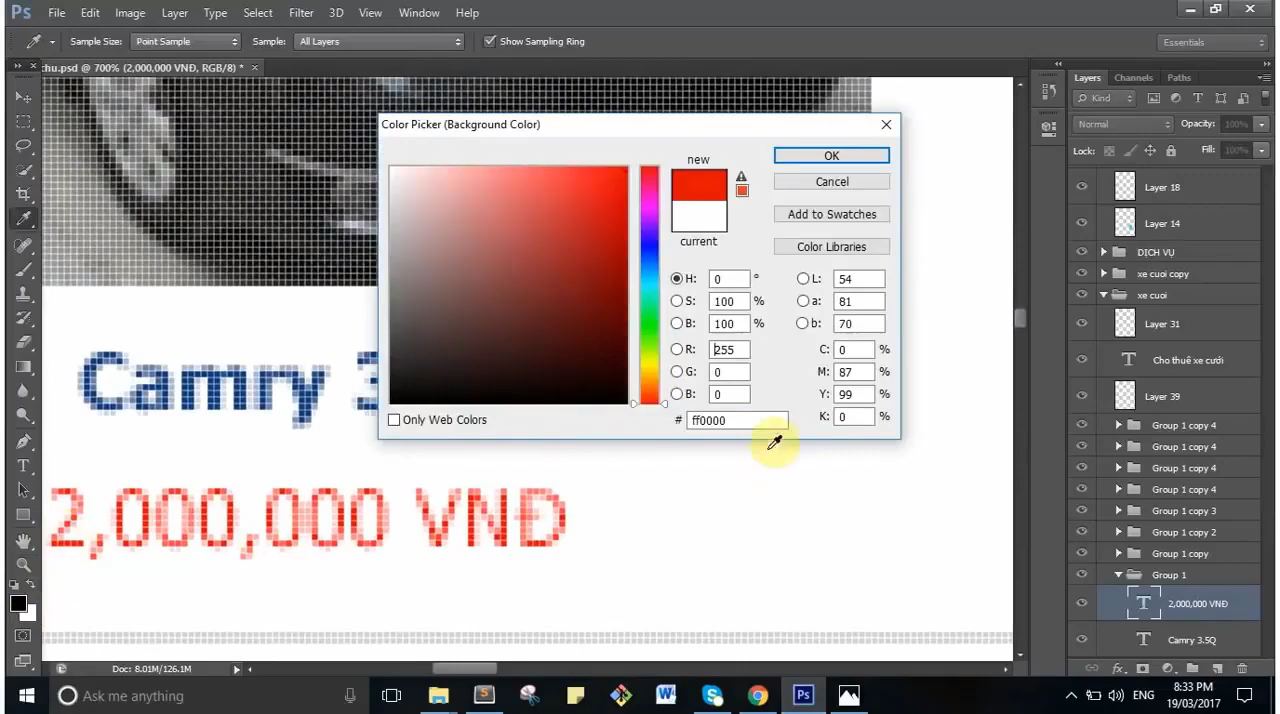 Ps File Edit Image Layer Type Select Filter 3D View Window Help
Sample Size: Point Sample Sample: All Layers Show Sampling Ring Essentials
chu.psd @ 700% (2,000,000 VNĐ, RGB/8) * ×
Layers Channels Paths
Kind
Normal Opacity: 100%
Lock: Fill: 100%
Color Picker (Background Color)
new
current
OK
Cancel
Add to Swatches
Color Libraries
H: 0 °
S: 100 %
B: 100 %
R: 255
G: 0
B: 0
# ff0000
L: 54
a: 81
b: 70
C: 0 %
M: 87 %
Y: 99 %
K: 0 %
Only Web Colors
Camry 3
2,000,000 VNĐ
Layer 18
Layer 14
DỊCH VỤ
xe cuoi copy
xe cuoi
Layer 31
Cho thuê xe cưới
Layer 39
Group 1 copy 4
Group 1 copy 4
Group 1 copy 4
Group 1 copy 4
Group 1 copy 3
Group 1 copy 2
Group 1 copy
Group 1
2,000,000 VNĐ
Camry 3.5Q
Doc: 8.01M/126.1M
Ask me anything
ENG
8:33 PM
19/03/2017